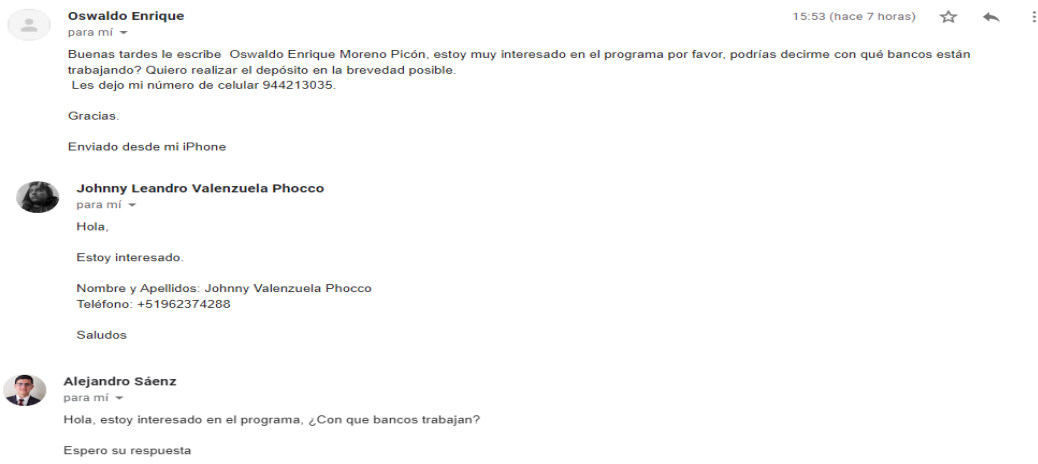 Oswaldo Enrique
15:53 (hace 7 horas)
para mí
Buenas tardes le escribe  Oswaldo Enrique Moreno Picón, estoy muy interesado en el programa por favor, podrías decirme con qué bancos están
trabajando? Quiero realizar el depósito en la brevedad posible.
Les dejo mi número de celular 944213035.
Gracias.
Enviado desde mi iPhone
Johnny Leandro Valenzuela Phocco
para mí
Hola,
Estoy interesado.
Nombre y Apellidos: Johnny Valenzuela Phocco
Teléfono: +51962374288
Saludos
Alejandro Sáenz
para mí
Hola, estoy interesado en el programa, ¿Con que bancos trabajan?
Espero su respuesta